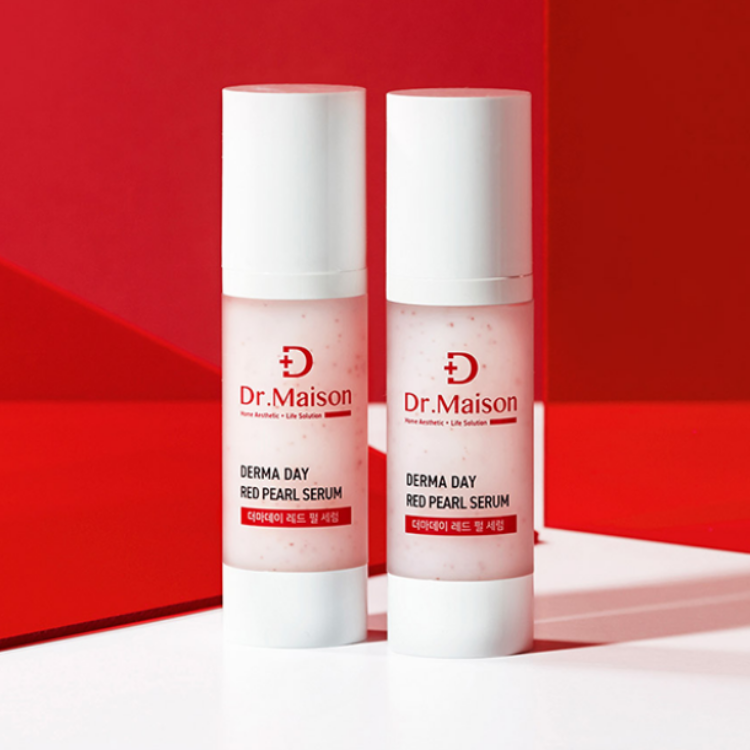 Dr.Maison
Home Aesthetic • Life Solution
DERMA DAY
RED PEARL SERUM
더마데이 레드 펄 세럼
Dr.Maison
Home Aesthetic • Life Solution
DERMA DAY
RED PEARL SERUM
더마데이 레드 펄 세럼